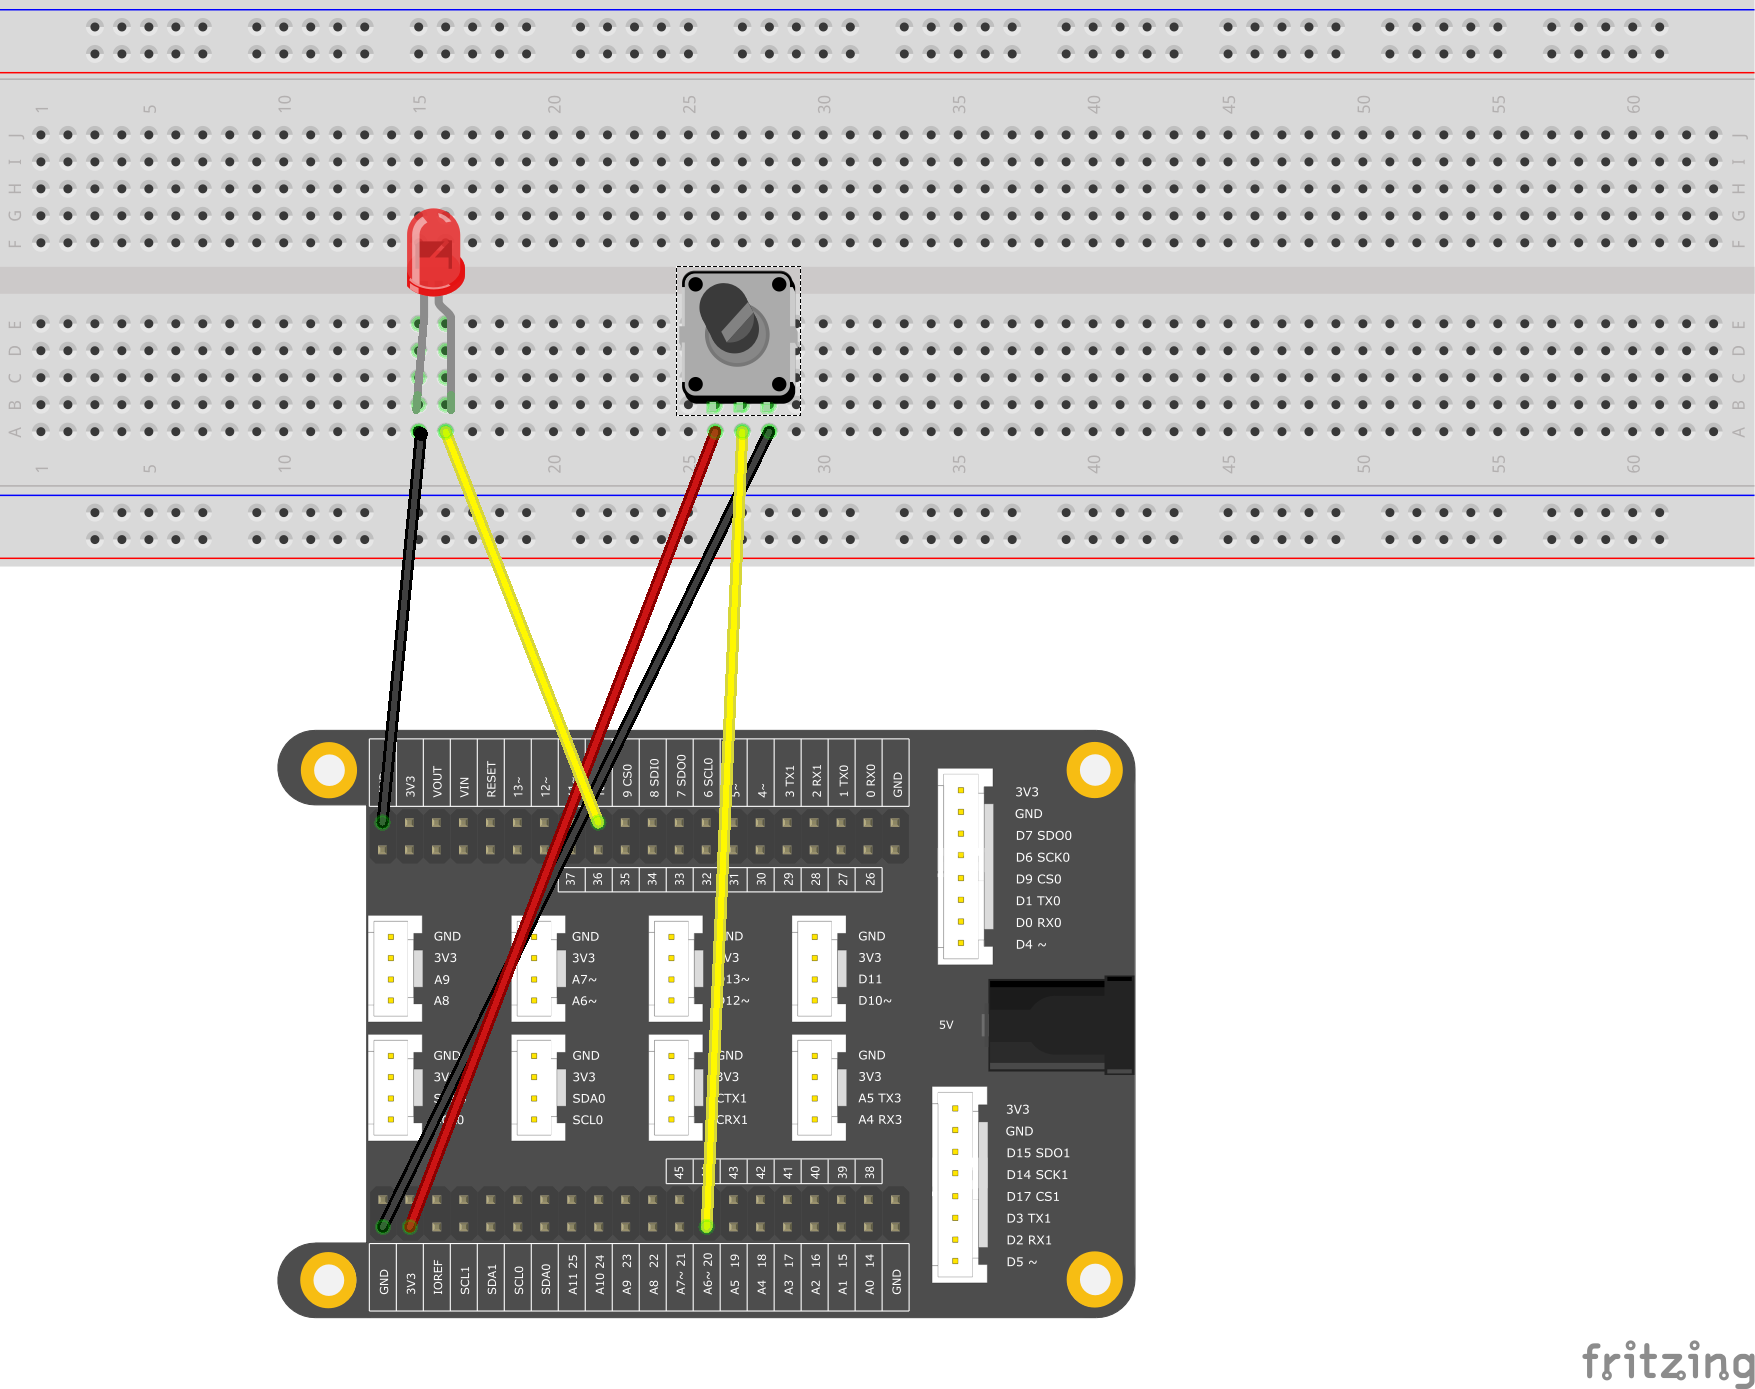 1 5 10 15 20 25 30 35 40 45 50 55 60
J J
I I
H H
G G
F F
E E
D D
C C
B B
A A
1 5 10 15 20 25 30 35 40 45 50 55 60
3V3 VOUT VIN RESET 13~ 12~ 9 CS0 8 SDI0 7 SDO0 6 SCL0 5~ 4~ 3 TX1 2 RX1 1 TX0 0 RX0 GND
37 36 35 34 33 32 31 30 29 28 27 26
3V3
GND
D7 SDO0
D6 SCK0
D9 CS0
D1 TX0
D0 RX0
D4 ~
GND
3V3
A9
A8
GND
3V3
A7~
A6~
D13~
D12~
GND
3V3
D11
D10~
5V
GND
GND
3V3
SDA0
SCL0
GND
3V3
CTX1
CRX1
GND
3V3
A5 TX3
A4 RX3
3V3
GND
D15 SDO1
D14 SCK1
D17 CS1
D3 TX1
D2 RX1
D5 ~
45 43 42 41 40 39 38
GND 3V3 IOREF SCL1 SDA1 SCL0 SDA0 A11 25 A10 24 A9 23 A8 22 A7~ 21 A6~ 20 A5 19 A4 18 A3 17 A2 16 A1 15 A0 14 GND
fritzing